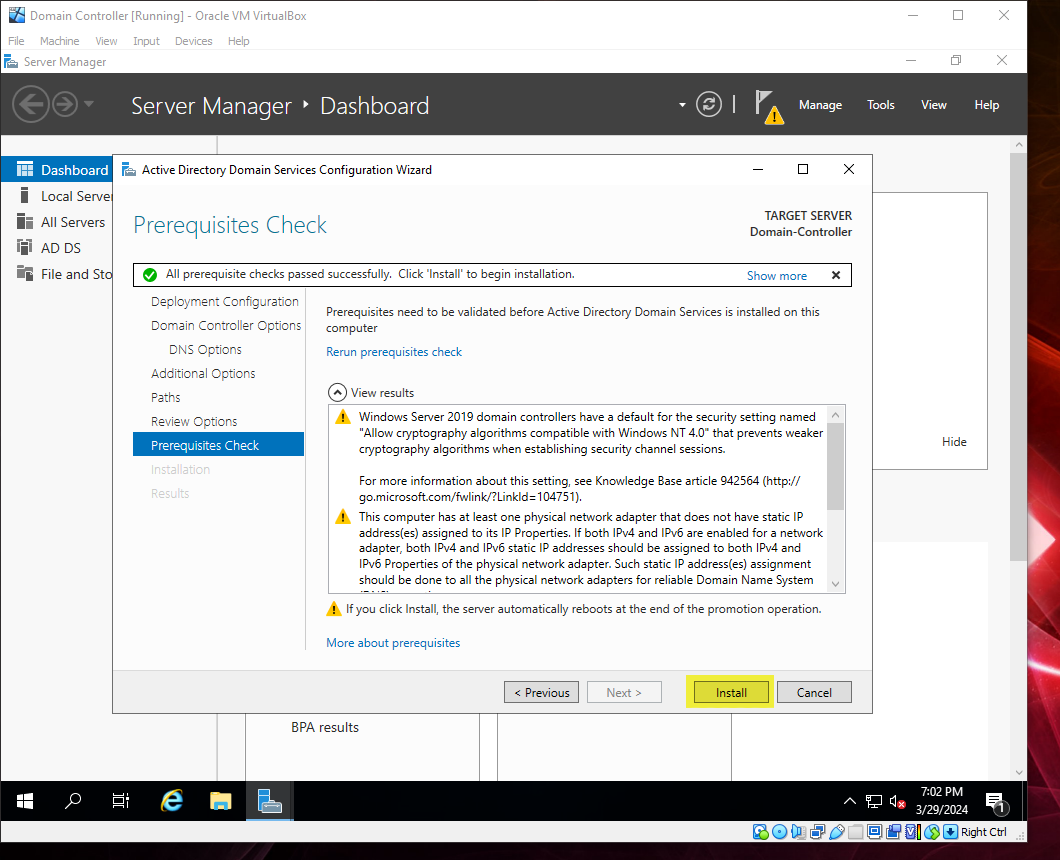 Domain Controller [Running] - Oracle VM VirtualBox
File Machine View Input Devices Help
Server Manager
Server Manager Dashboard
Manage Tools View Help
Dashboard
Local Server
All Servers
AD DS
File and Sto
Active Directory Domain Services Configuration Wizard
Prerequisites Check
TARGET SERVER
Domain-Controller
All prerequisite checks passed successfully. Click 'Install' to begin installation.
Show more
Deployment Configuration
Domain Controller Options
DNS Options
Additional Options
Paths
Review Options
Prerequisites Check
Installation
Results
Prerequisites need to be validated before Active Directory Domain Services is installed on this
computer
Rerun prerequisites check
View results
Windows Server 2019 domain controllers have a default for the security setting named
"Allow cryptography algorithms compatible with Windows NT 4.0" that prevents weaker
cryptography algorithms when establishing security channel sessions.
For more information about this setting, see Knowledge Base article 942564 (http://
go.microsoft.com/fwlink/?LinkId=104751).
This computer has at least one physical network adapter that does not have static IP
address(es) assigned to its IP Properties. If both IPv4 and IPv6 are enabled for a network
adapter, both IPv4 and IPv6 static IP addresses should be assigned to both IPv4 and
IPv6 Properties of the physical network adapter. Such static IP address(es) assignment
should be done to all the physical network adapters for reliable Domain Name System
If you click Install, the server automatically reboots at the end of the promotion operation.
More about prerequisites
< Previous
Next >
Install
Cancel
Hide
BPA results
7:02 PM
3/29/2024
1
Right Ctrl